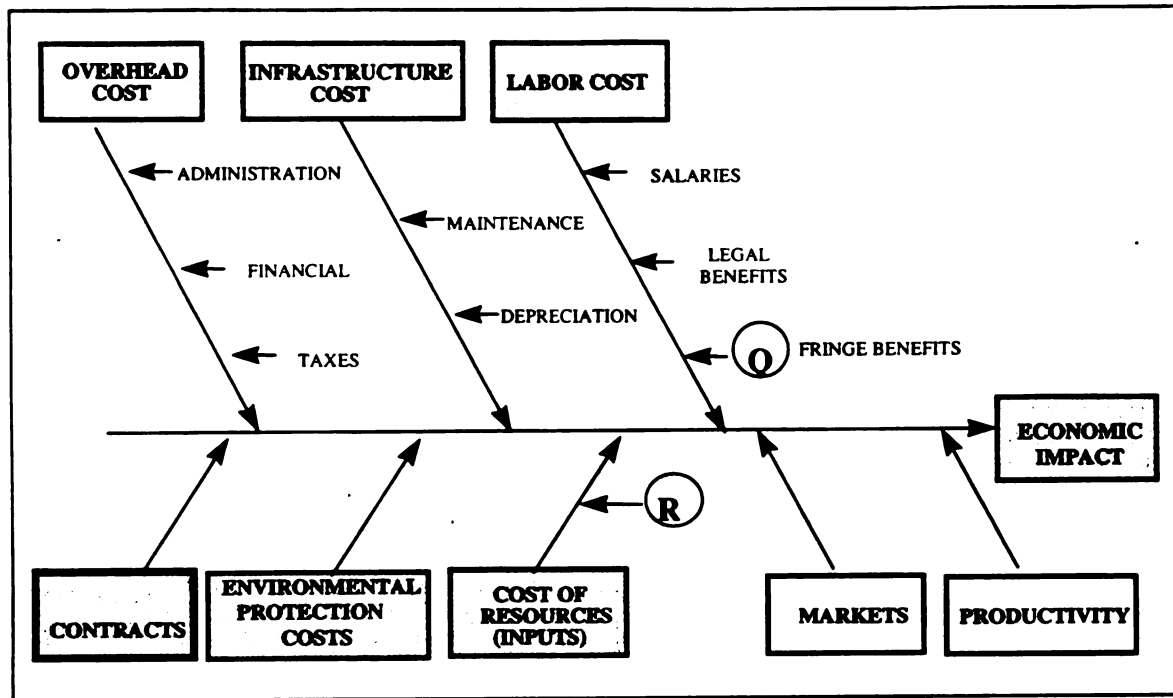 OVERHEAD
COST
INFRASTRUCTURE
COST
LABOR COST
ADMINISTRATION
SALARIES
MAINTENANCE
FINANCIAL
LEGAL
BENEFITS
DEPRECIATION
TAXES
Q
FRINGE BENEFITS
ECONOMIC
IMPACT
R
CONTRACTS
ENVIRONMENTAL
PROTECTION
COSTS
COST OF
RESOURCES
(INPUTS)
MARKETS
PRODUCTIVITY